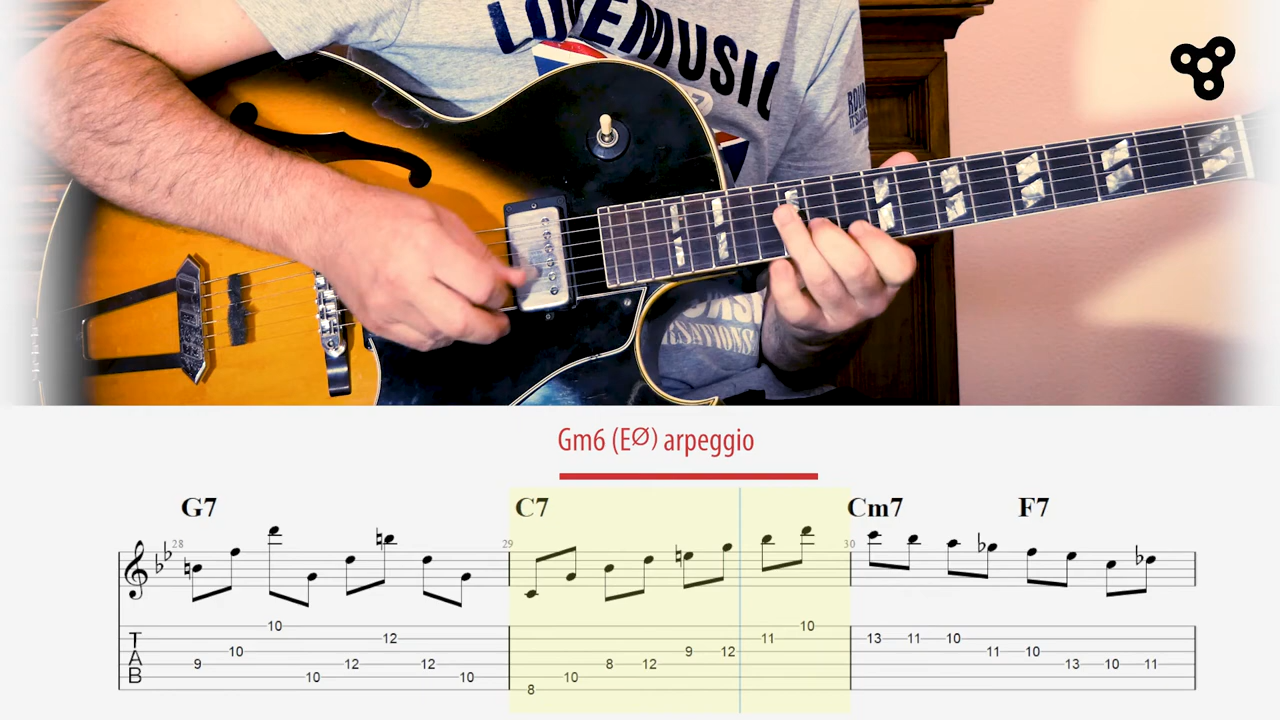 LOVEMUSIC
Gm6 (EØ) arpeggio
G7 C7 Cm7 F7
28 29 30
10 10
12 13 11 10
10 9 12 11 10
9 12 12 8 12 13 10 11
10 10 10
8
T
A
B